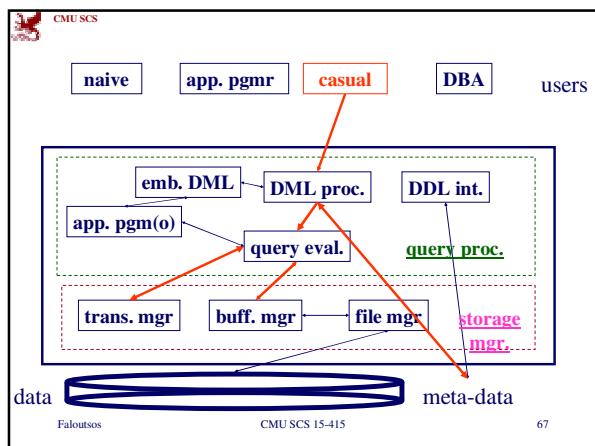 CMU SCS
naive
app. pgmr
casual
DBA
users
emb. DML
DML proc.
DDL int.
app. pgm(o)
query eval.
query proc.
trans. mgr
buff. mgr
file mgr
storage
mgr.
data
meta-data
Faloutsos
CMU SCS 15-415
67